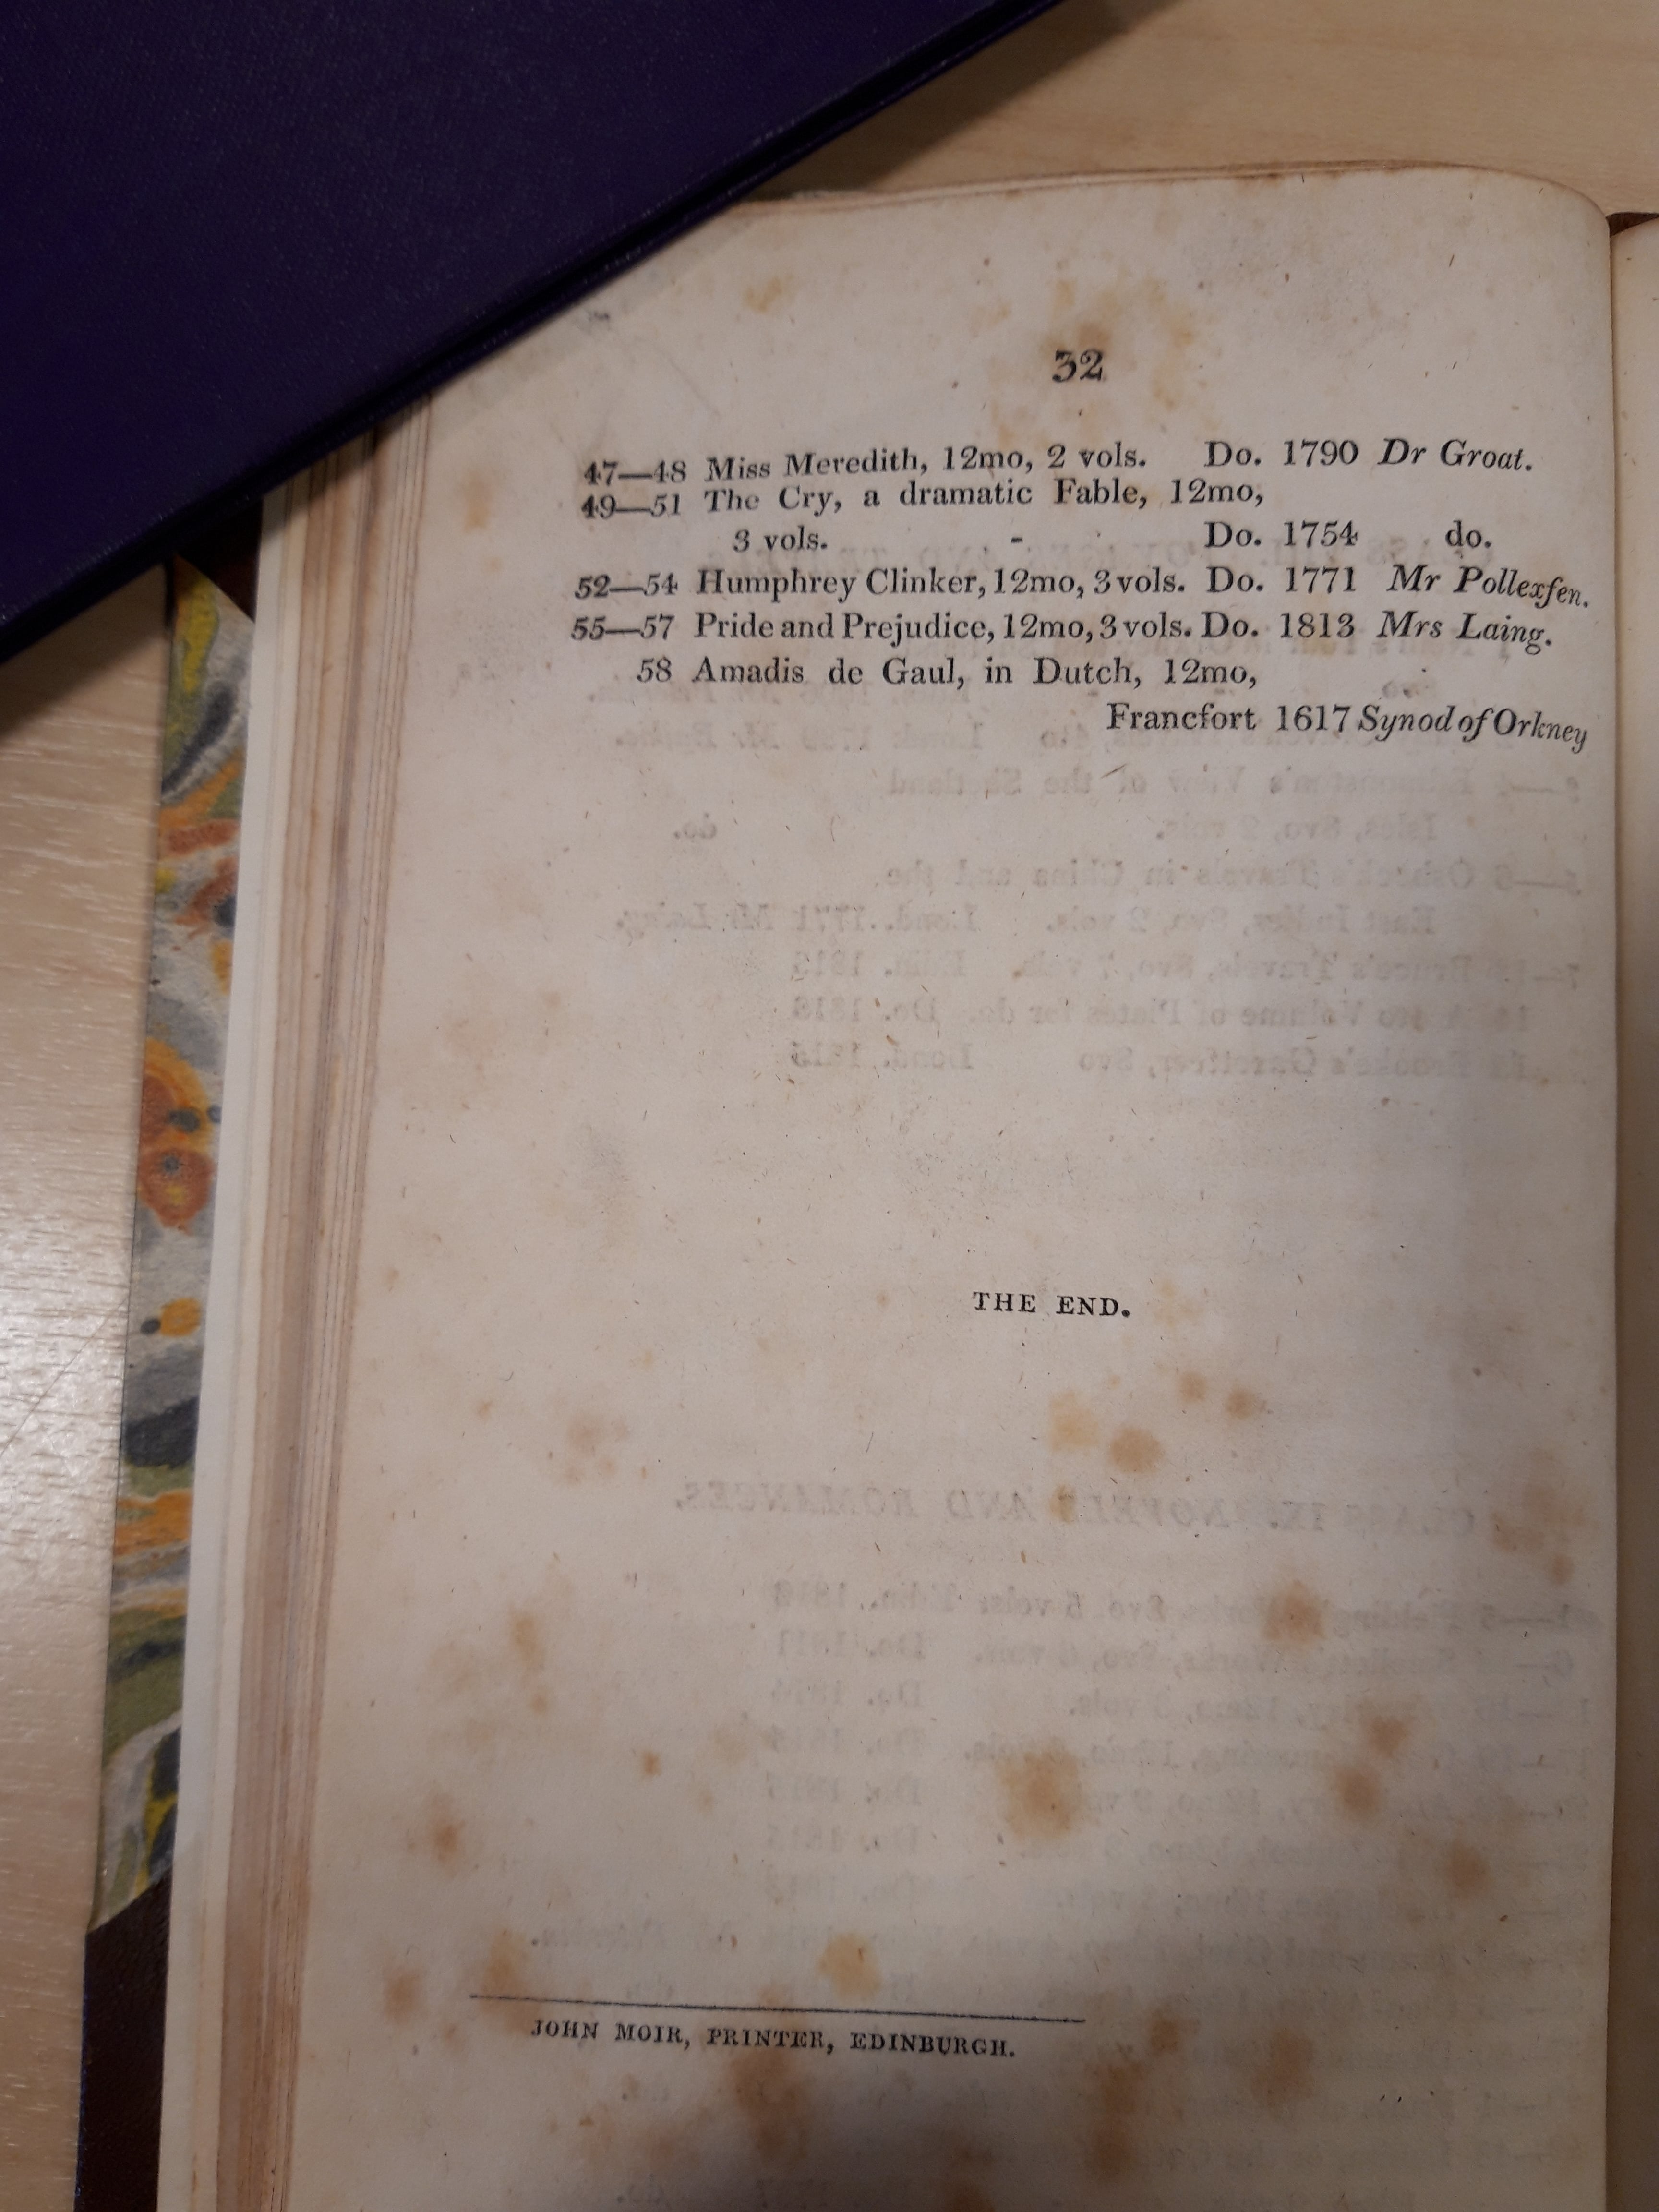 32
47—48 Miss Meredith, 12mo, 2 vols. Do. 1790 Dr Groat.
49—51 The Cry, a dramatic Fable, 12mo,
3 vols. - Do. 1754 do.
52—54 Humphrey Clinker, 12mo, 3 vols. Do. 1771 Mr Pollexfen.
55—57 Pride and Prejudice, 12mo, 3 vols. Do. 1813 Mrs Laing.
58 Amadis de Gaul, in Dutch, 12mo,
Francfort 1617 Synod of Orkney
THE END.
JOHN MOIR, PRINTER, EDINBURGH.